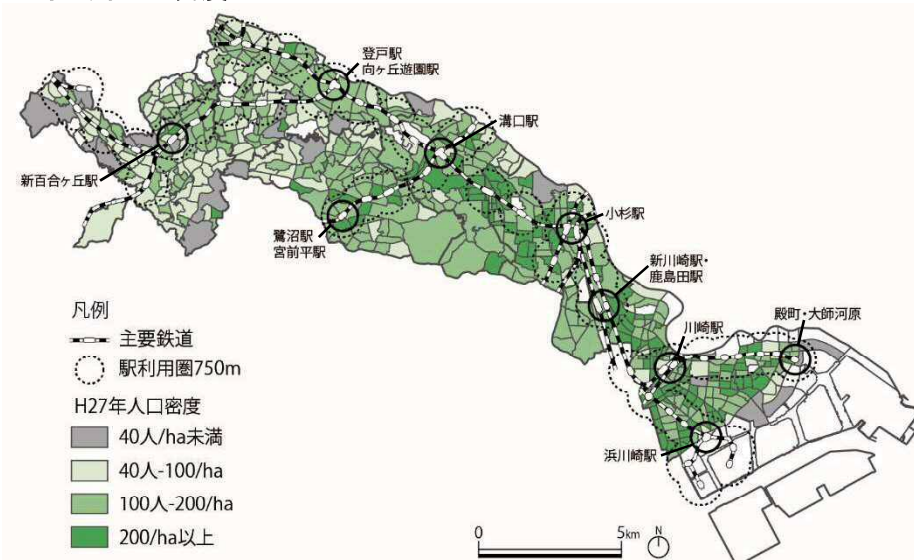 登戸駅
向ヶ丘遊園駅
溝口駅
新百合ヶ丘駅
小杉駅
鷺沼駅
宮前平駅
新川崎駅・
鹿島田駅
川崎駅
殿町・大師河原
浜川崎駅
凡例
主要鉄道
駅利用圏750m
H27年人口密度
40人/ha未満
40人-100/ha
100人-200/ha
200/ha以上
0
5km
N